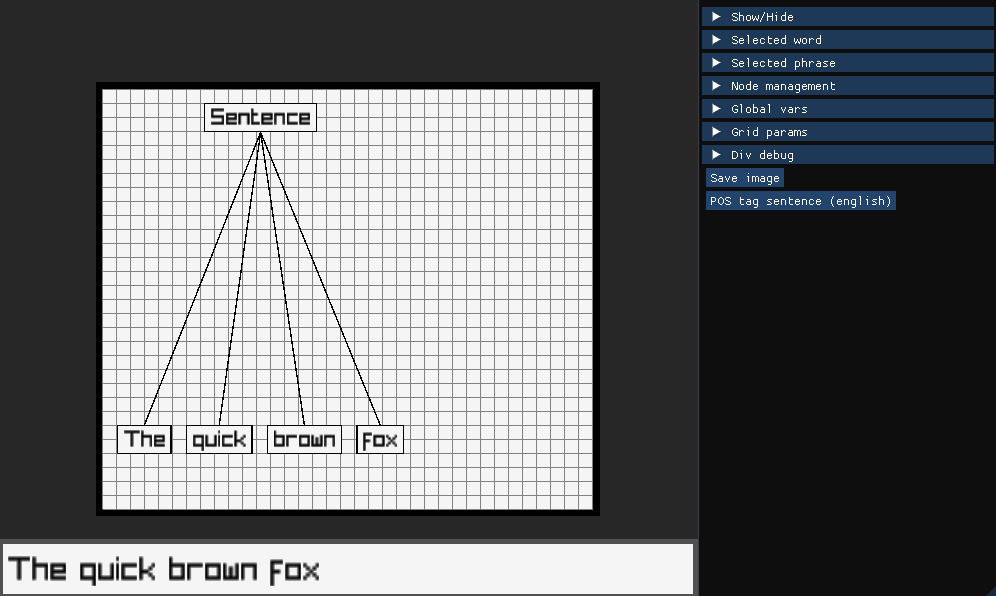 Sentence
The quick brown fox
The quick brown fox
Show/Hide
Selected word
Selected phrase
Node management
Global vars
Grid params
Div debug
Save image
POS tag sentence (english)